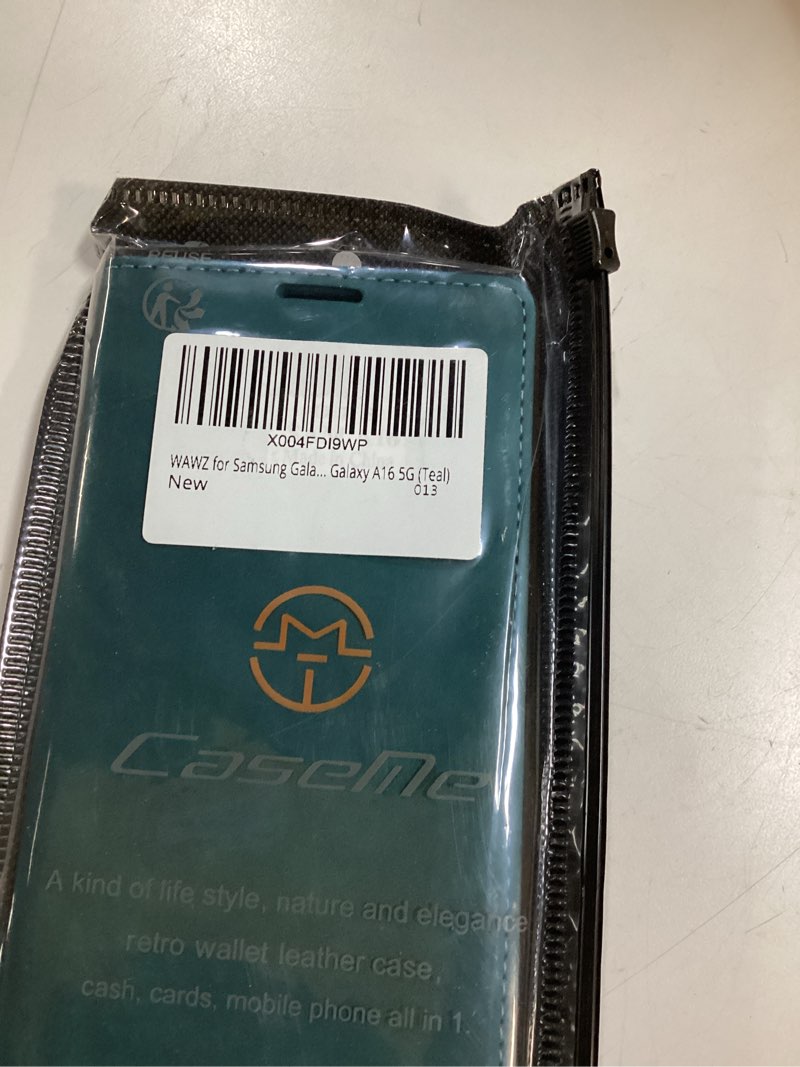 REUSE
X004FDI9WP
WAWZ for Samsung Gala... Galaxy A16 5G (Teal)
New
013
CaseMe
A kind of life style, nature and elegance
retro wallet leather case,
cash, cards, mobile phone all in 1.